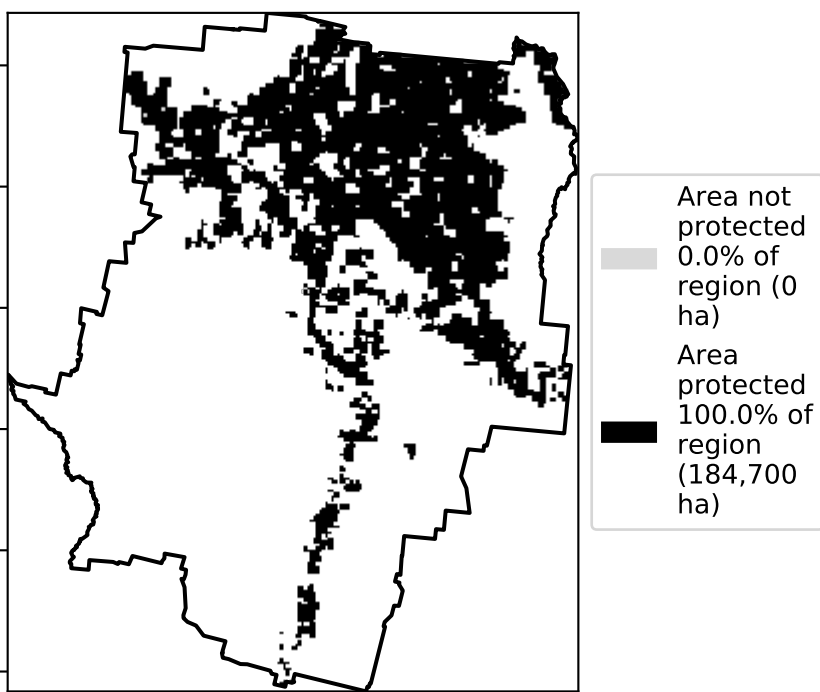 Area not
protected
0.0% of
region (0
ha)
Area
protected
100.0% of
region
(184,700
ha)